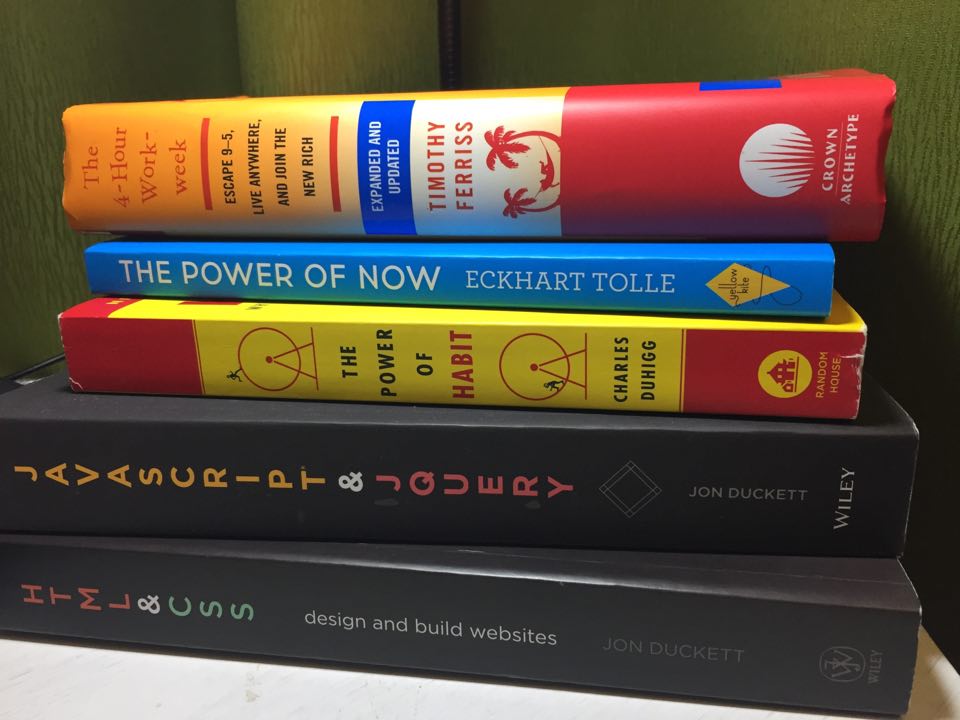 The
4-Hour
Work-
week
ESCAPE 9–5,
LIVE ANYWHERE,
AND JOIN THE
NEW RICH
EXPANDED AND
UPDATED
TIMOTHY
FERRISS
CROWN
ARCHETYPE
THE POWER OF NOW ECKHART TOLLE
yellow
kite
THE
POWER
OF
HABIT
CHARLES
DUHIGG
RANDOM
HOUSE
JAVASCRIPT & JQUERY
JON DUCKETT
WILEY
HTML & CSS
design and build websites
JON DUCKETT
WILEY